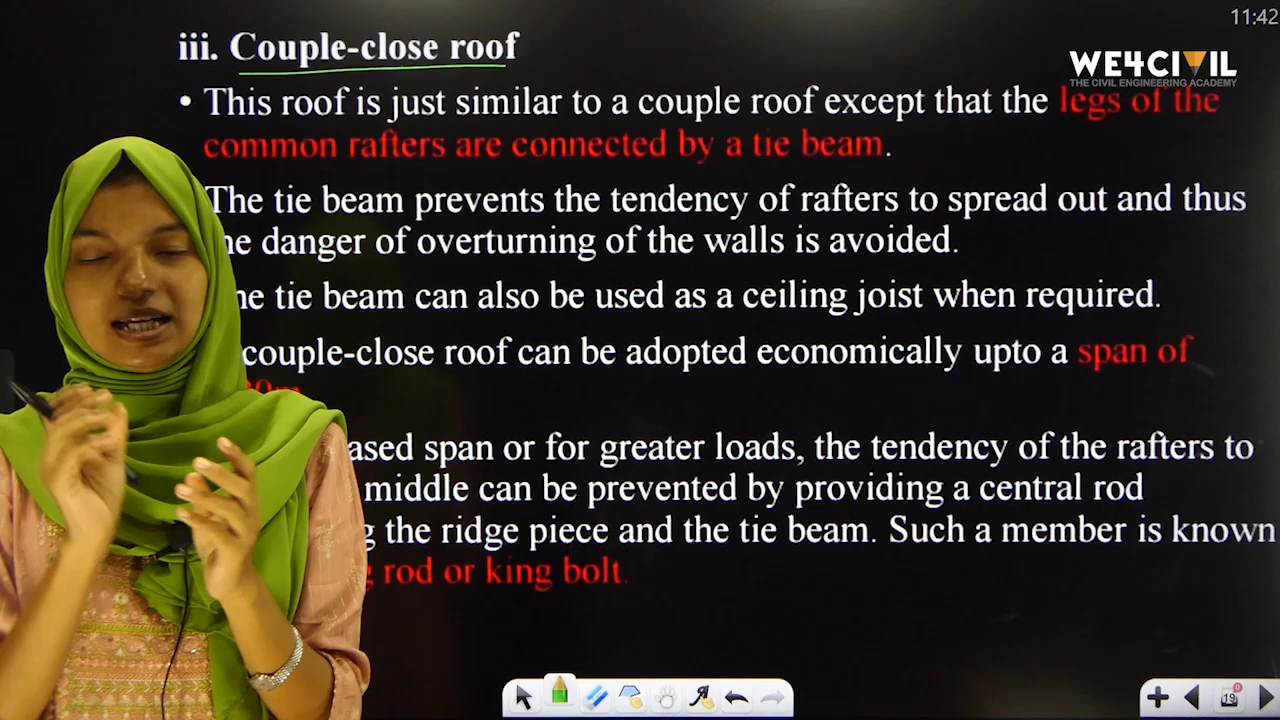 11:42
iii. Couple-close roof
WE4CIVIL
THE CIVIL ENGINEERING ACADEMY
• This roof is just similar to a couple roof except that the legs of the
common rafters are connected by a tie beam.
The tie beam prevents the tendency of rafters to spread out and thus
danger of overturning of the walls is avoided.
tie beam can also be used as a ceiling joist when required.
couple-close roof can be adopted economically upto a span of
span or for greater loads, the tendency of the rafters to
middle can be prevented by providing a central rod
the ridge piece and the tie beam. Such a member is known
rod or king bolt.
19